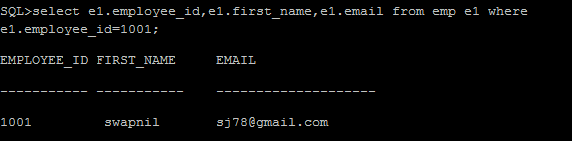 SQL>select e1.employee_id,e1.first_name,e1.email from emp e1 where
e1.employee_id=1001;
EMPLOYEE_ID FIRST_NAME EMAIL
----------- ----------- --------------------
1001 swapnil sj78@gmail.com